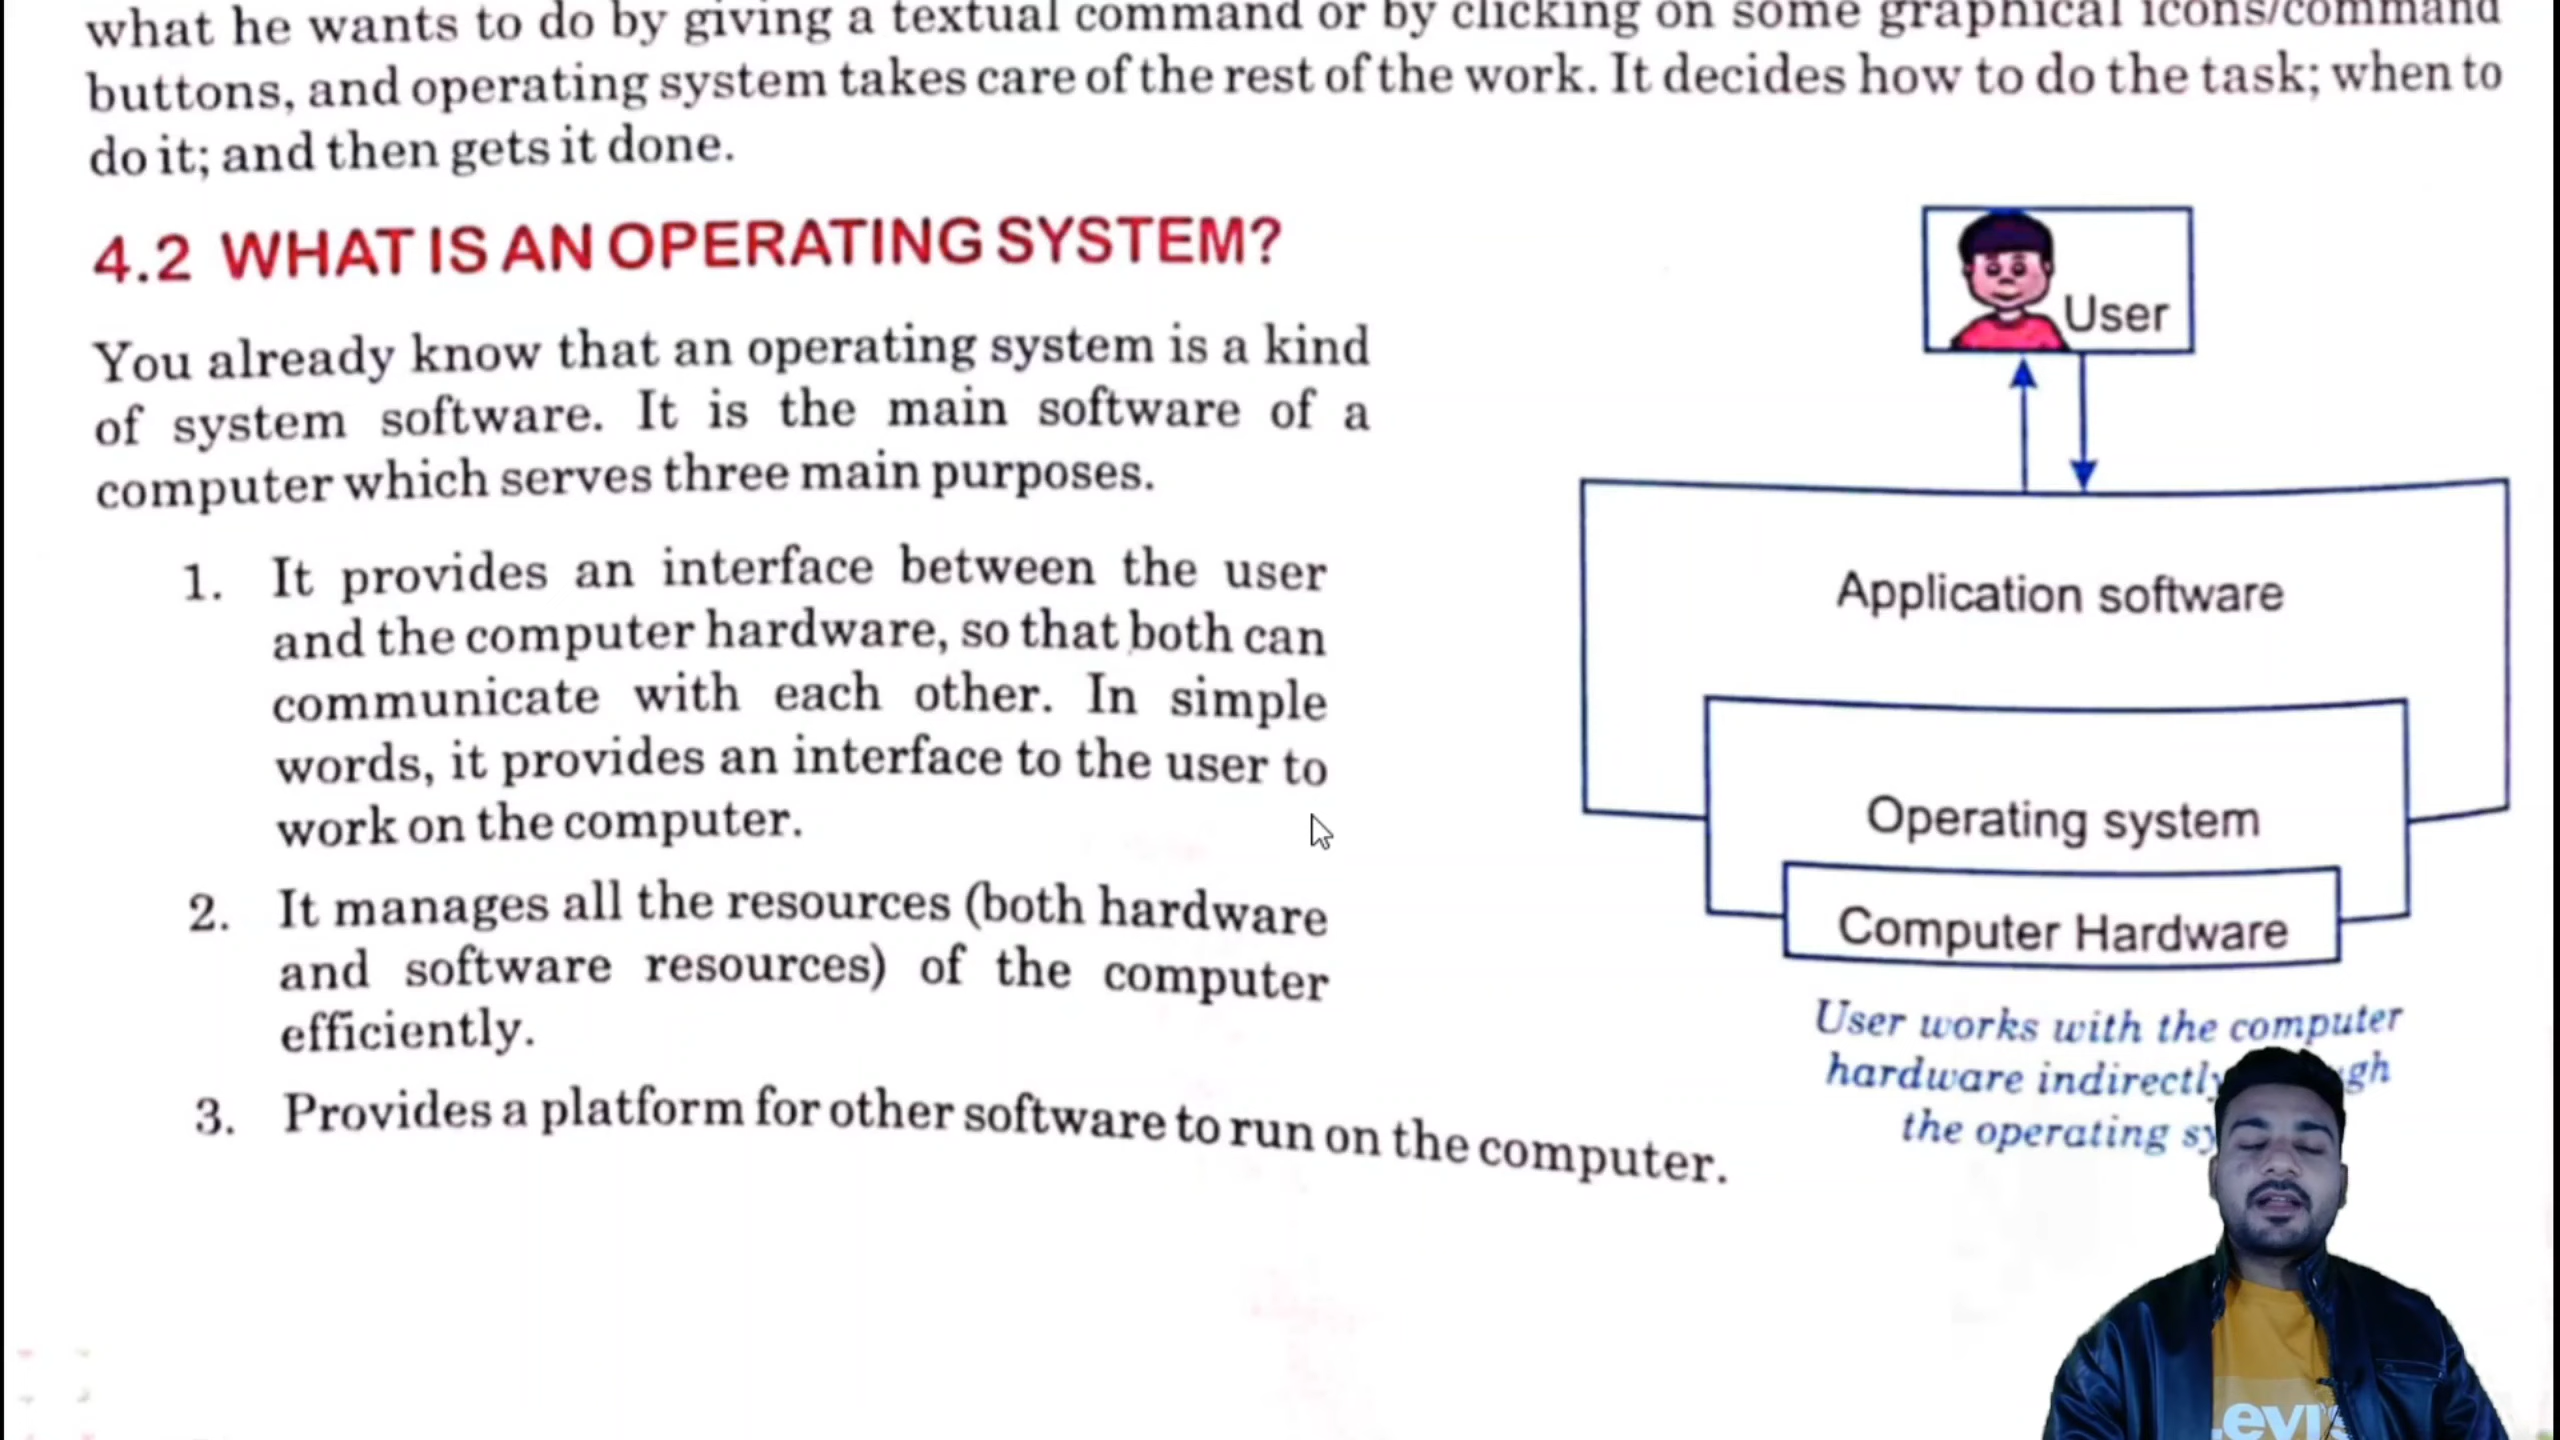 what he wants to do by giving a textual command or by clicking on some graphical icons/command
buttons, and operating system takes care of the rest of the work. It decides how to do the task; when to
do it; and then gets it done.
4.2 WHAT IS AN OPERATING SYSTEM?
You already know that an operating system is a kind
of system software. It is the main software of a
computer which serves three main purposes.
1. It provides an interface between the user
and the computer hardware, so that both can
communicate with each other. In simple
words, it provides an interface to the user to
work on the computer.
2. It manages all the resources (both hardware
and software resources) of the computer
efficiently.
3. Provides a platform for other software to run on the computer.
User
Application software
Operating system
Computer Hardware
User works with the computer
hardware indirectly
the operating